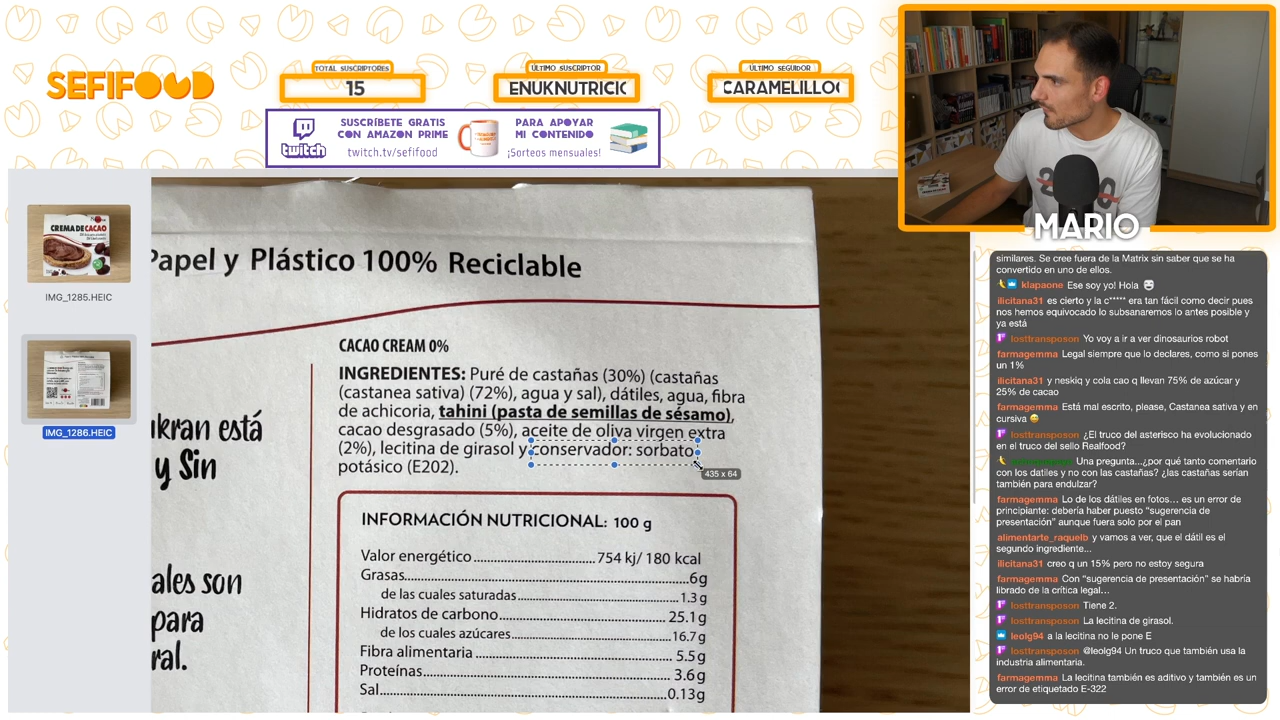 SEFIFOOD
TOTAL SUSCRIPTORES
15
ÚLTIMO SUSCRIPTOR
ENUKNUTRICI
ÚLTIMO SEGUIDOR
CARAMELILLO
twitch
SUSCRÍBETE GRATIS
CON AMAZON PRIME
twitch.tv/sefifood
PARA APOYAR
MI CONTENIDO
¡Sorteos mensuales!
MARIO
CREMA DE CACAO
IMG_1285.HEIC
IMG_1286.HEIC
Papel y Plástico 100% Reciclable
CACAO CREAM 0%
INGREDIENTES: Puré de castañas (30%) (castañas
(castanea sativa) (72%), agua y sal), dátiles, agua, fibra
de achicoria, tahini (pasta de semillas de sésamo),
cacao desgrasado (5%), aceite de oliva virgen extra
(2%), lecitina de girasol y conservador: sorbato
potásico (E202).
435 x 64
ikran está
y Sin
ales son
para
ral.
INFORMACIÓN NUTRICIONAL: 100 g
Valor energético 754 kj/ 180 kcal
Grasas 6g
de las cuales saturadas 1.3g
Hidratos de carbono 25.1g
de los cuales azúcares 16.7g
Fibra alimentaria 5.5g
Proteínas 3.6g
Sal 0.13g
similares. Se cree fuera de la Matrix sin saber que se ha
convertido en uno de ellos.
klapaone Ese soy yo! Hola
ilicitana31 es cierto y la c***** era tan fácil como decir pues
nos hemos equivocado lo subsanaremos lo antes posible y
ya está
losttransposon Yo voy a ir a ver dinosaurios robot
farmagemma Legal siempre que lo declares, como si pones
un 1%
ilicitana31 y neskiq y cola cao q llevan 75% de azúcar y
25% de cacao
farmagemma Está mal escrito, please, Castanea sativa y en
cursiva
losttransposon ¿El truco del asterisco ha evolucionado
en el truco del sello Realfood?
Una pregunta...¿por qué tanto comentario
con los datiles y no con las castañas? ¿las castañas serían
también para endulzar?
farmagemma Lo de los dátiles en fotos… es un error de
principiante: debería haber puesto “sugerencia de
presentación” aunque fuera solo por el pan
alimentarte_raquelb y vamos a ver, que el dátil es el
segundo ingrediente...
ilicitana31 creo q un 15% pero no estoy segura
farmagemma Con “sugerencia de presentación” se habría
librado de la crítica legal…
losttransposon Tiene 2.
losttransposon La lecitina de girasol.
leolg94 a la lecitina no le pone E
losttransposon @leolg94 Un truco que también usa la
industria alimentaria.
farmagemma La lecitina también es aditivo y también es un
error de etiquetado E-322